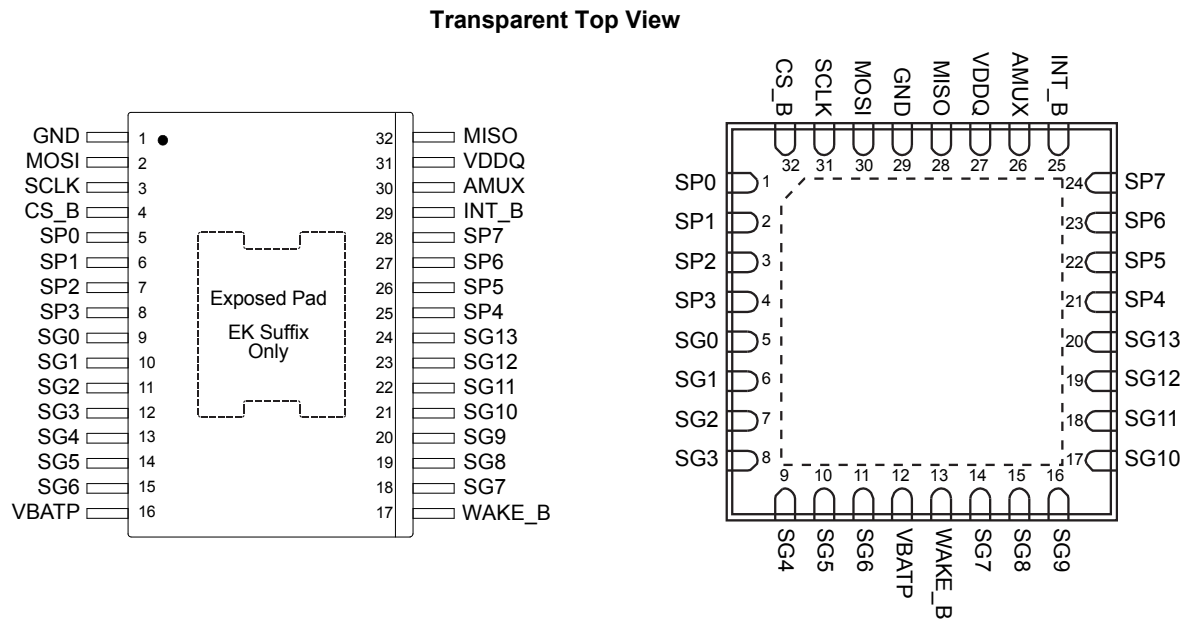 Transparent Top View
GND 1 32 MISO
MOSI 2 31 VDDQ
SCLK 3 30 AMUX
CS_B 4 29 INT_B
SP0 5 28 SP7
SP1 6 27 SP6
SP2 7 26 SP5
SP3 8 25 SP4
SG0 9 24 SG13
SG1 10 23 SG12
SG2 11 22 SG11
SG3 12 21 SG10
SG4 13 20 SG9
SG5 14 19 SG8
SG6 15 18 SG7
VBATP 16 17 WAKE_B
Exposed Pad
EK Suffix
Only
CS_B SCLK MOSI GND MISO VDDQ AMUX INT_B
32 31 30 29 28 27 26 25
SP0 1 24 SP7
SP1 2 23 SP6
SP2 3 22 SP5
SP3 4 21 SP4
SG0 5 20 SG13
SG1 6 19 SG12
SG2 7 18 SG11
SG3 8 17 SG10
9 10 11 12 13 14 15 16
SG4 SG5 SG6 VBATP WAKE_B SG7 SG8 SG9